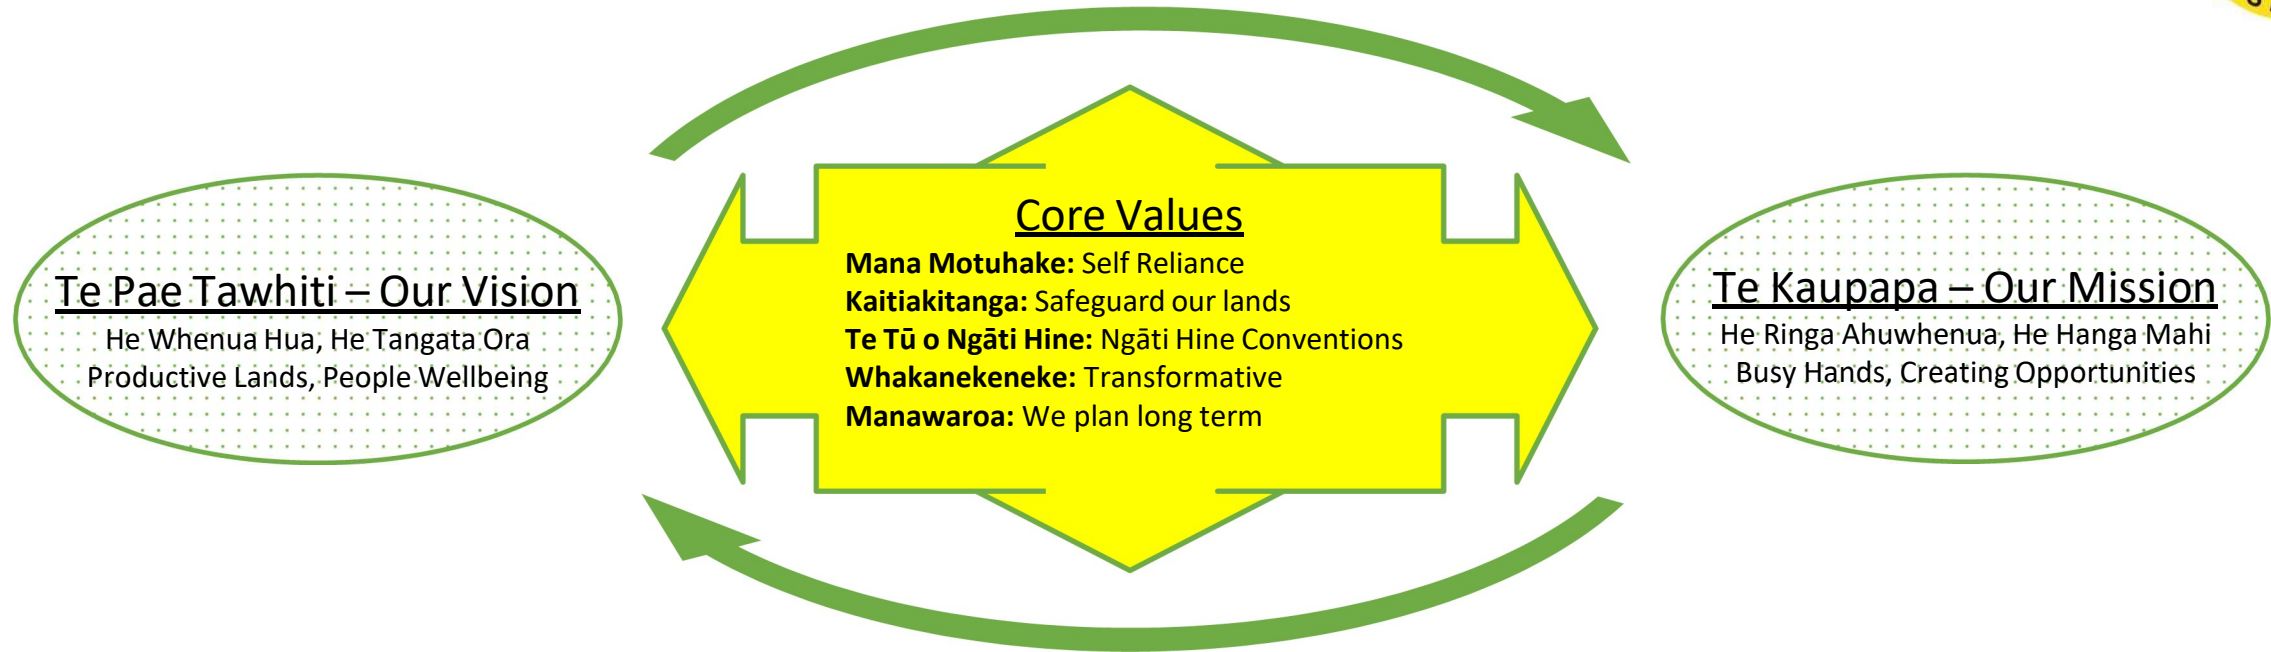 Te Pae Tawhiti – Our Vision
He Whenua Hua, He Tangata Ora
Productive Lands, People Wellbeing
Core Values
Mana Motuhake: Self Reliance
Kaitiakitanga: Safeguard our lands
Te Tū o Ngāti Hine: Ngāti Hine Conventions
Whakanekeneke: Transformative
Manawaroa: We plan long term
Te Kaupapa – Our Mission
He Ringa Ahuwhenua, He Hanga Mahi
Busy Hands, Creating Opportunities